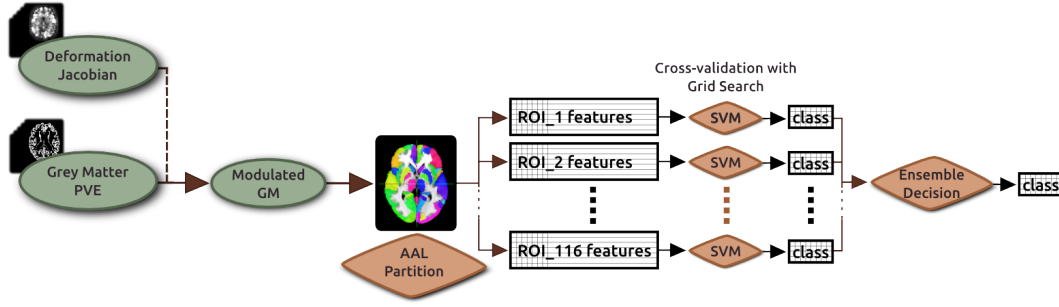 Deformation
Jacobian
Grey Matter
PVE
Modulated
GM
AAL
Partition
Cross-validation with
Grid Search
ROI_1 features
SVM
class
ROI_2 features
SVM
class
ROI_116 features
SVM
class
Ensemble
Decision
class